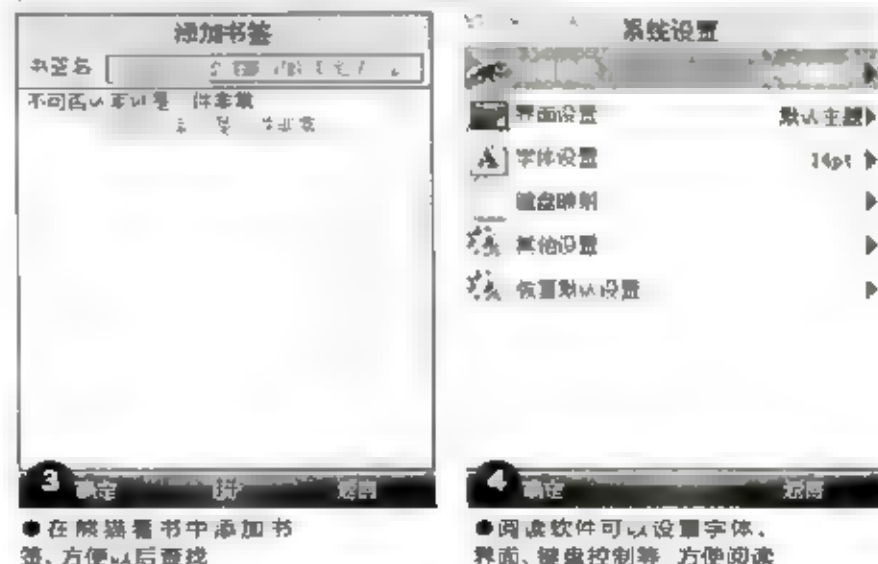 添加书签
书签名
3
确定
拼
返回
●在熊猫看书中添加书
签、方便以后查找
系统设置
界面设置 默认主题
字体设置 14pt
键盘映射
其他设置
恢复默认设置
4
确定
返回
●阅读软件可以设置字体、
界面、键盘控制等 方便阅读